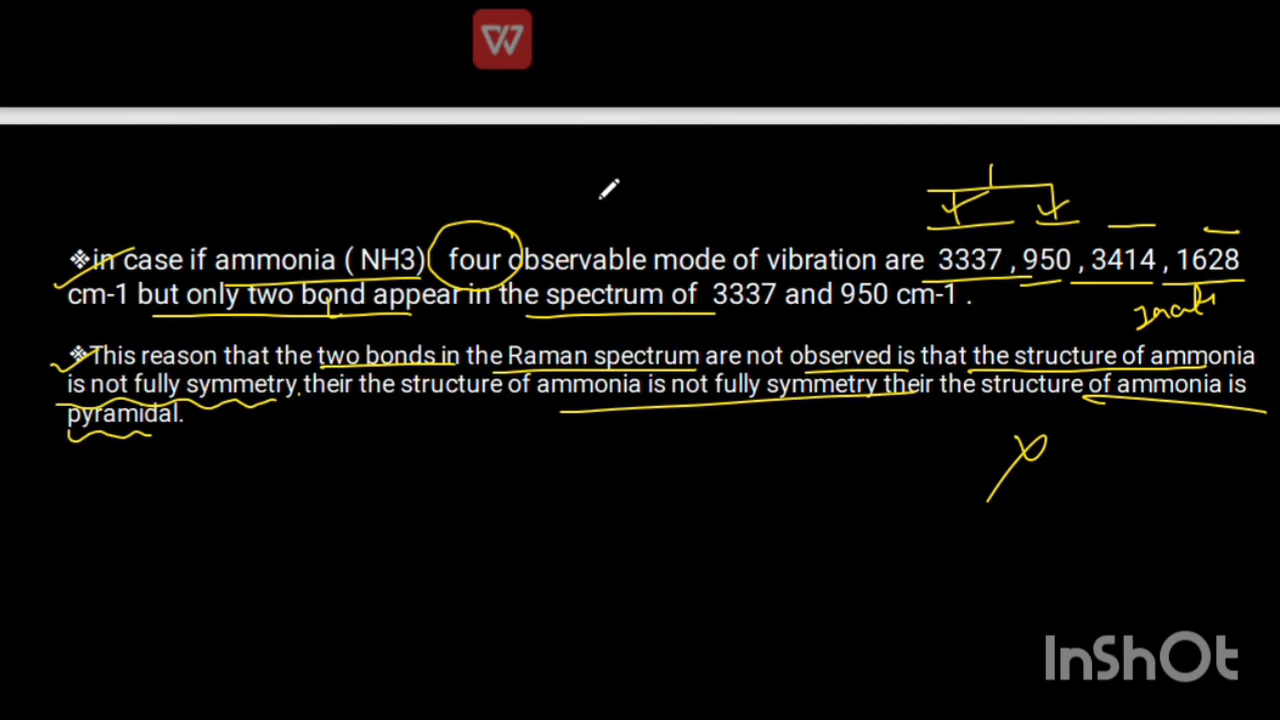 ❖in case if ammonia ( NH3) four observable mode of vibration are 3337 , 950 , 3414 , 1628
cm-1 but only two bond appear in the spectrum of 3337 and 950 cm-1 .
❖This reason that the two bonds in the Raman spectrum are not observed is that the structure of ammonia
is not fully symmetry,their the structure of ammonia is not fully symmetry their the structure of ammonia is
pyramidal.
InShOt